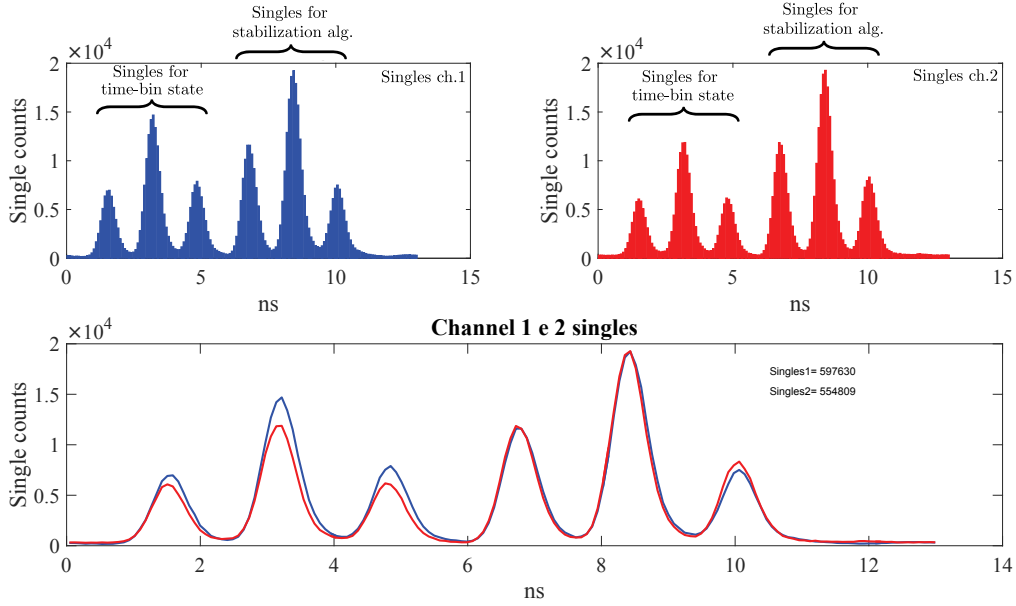 Singles for
stabilization alg.
×10⁴
Singles for
time-bin state
Singles ch.1
2
1.5
1
0.5
0
Single counts
0
5
10
15
ns
Singles for
stabilization alg.
×10⁴
Singles for
time-bin state
Singles ch.2
2
1.5
1
0.5
0
Single counts
0
5
10
15
ns
Channel 1 e 2 singles
×10⁴
2
1.5
1
0.5
0
Single counts
Singles1= 597630
Singles2= 554809
0
2
4
6
8
10
12
14
ns